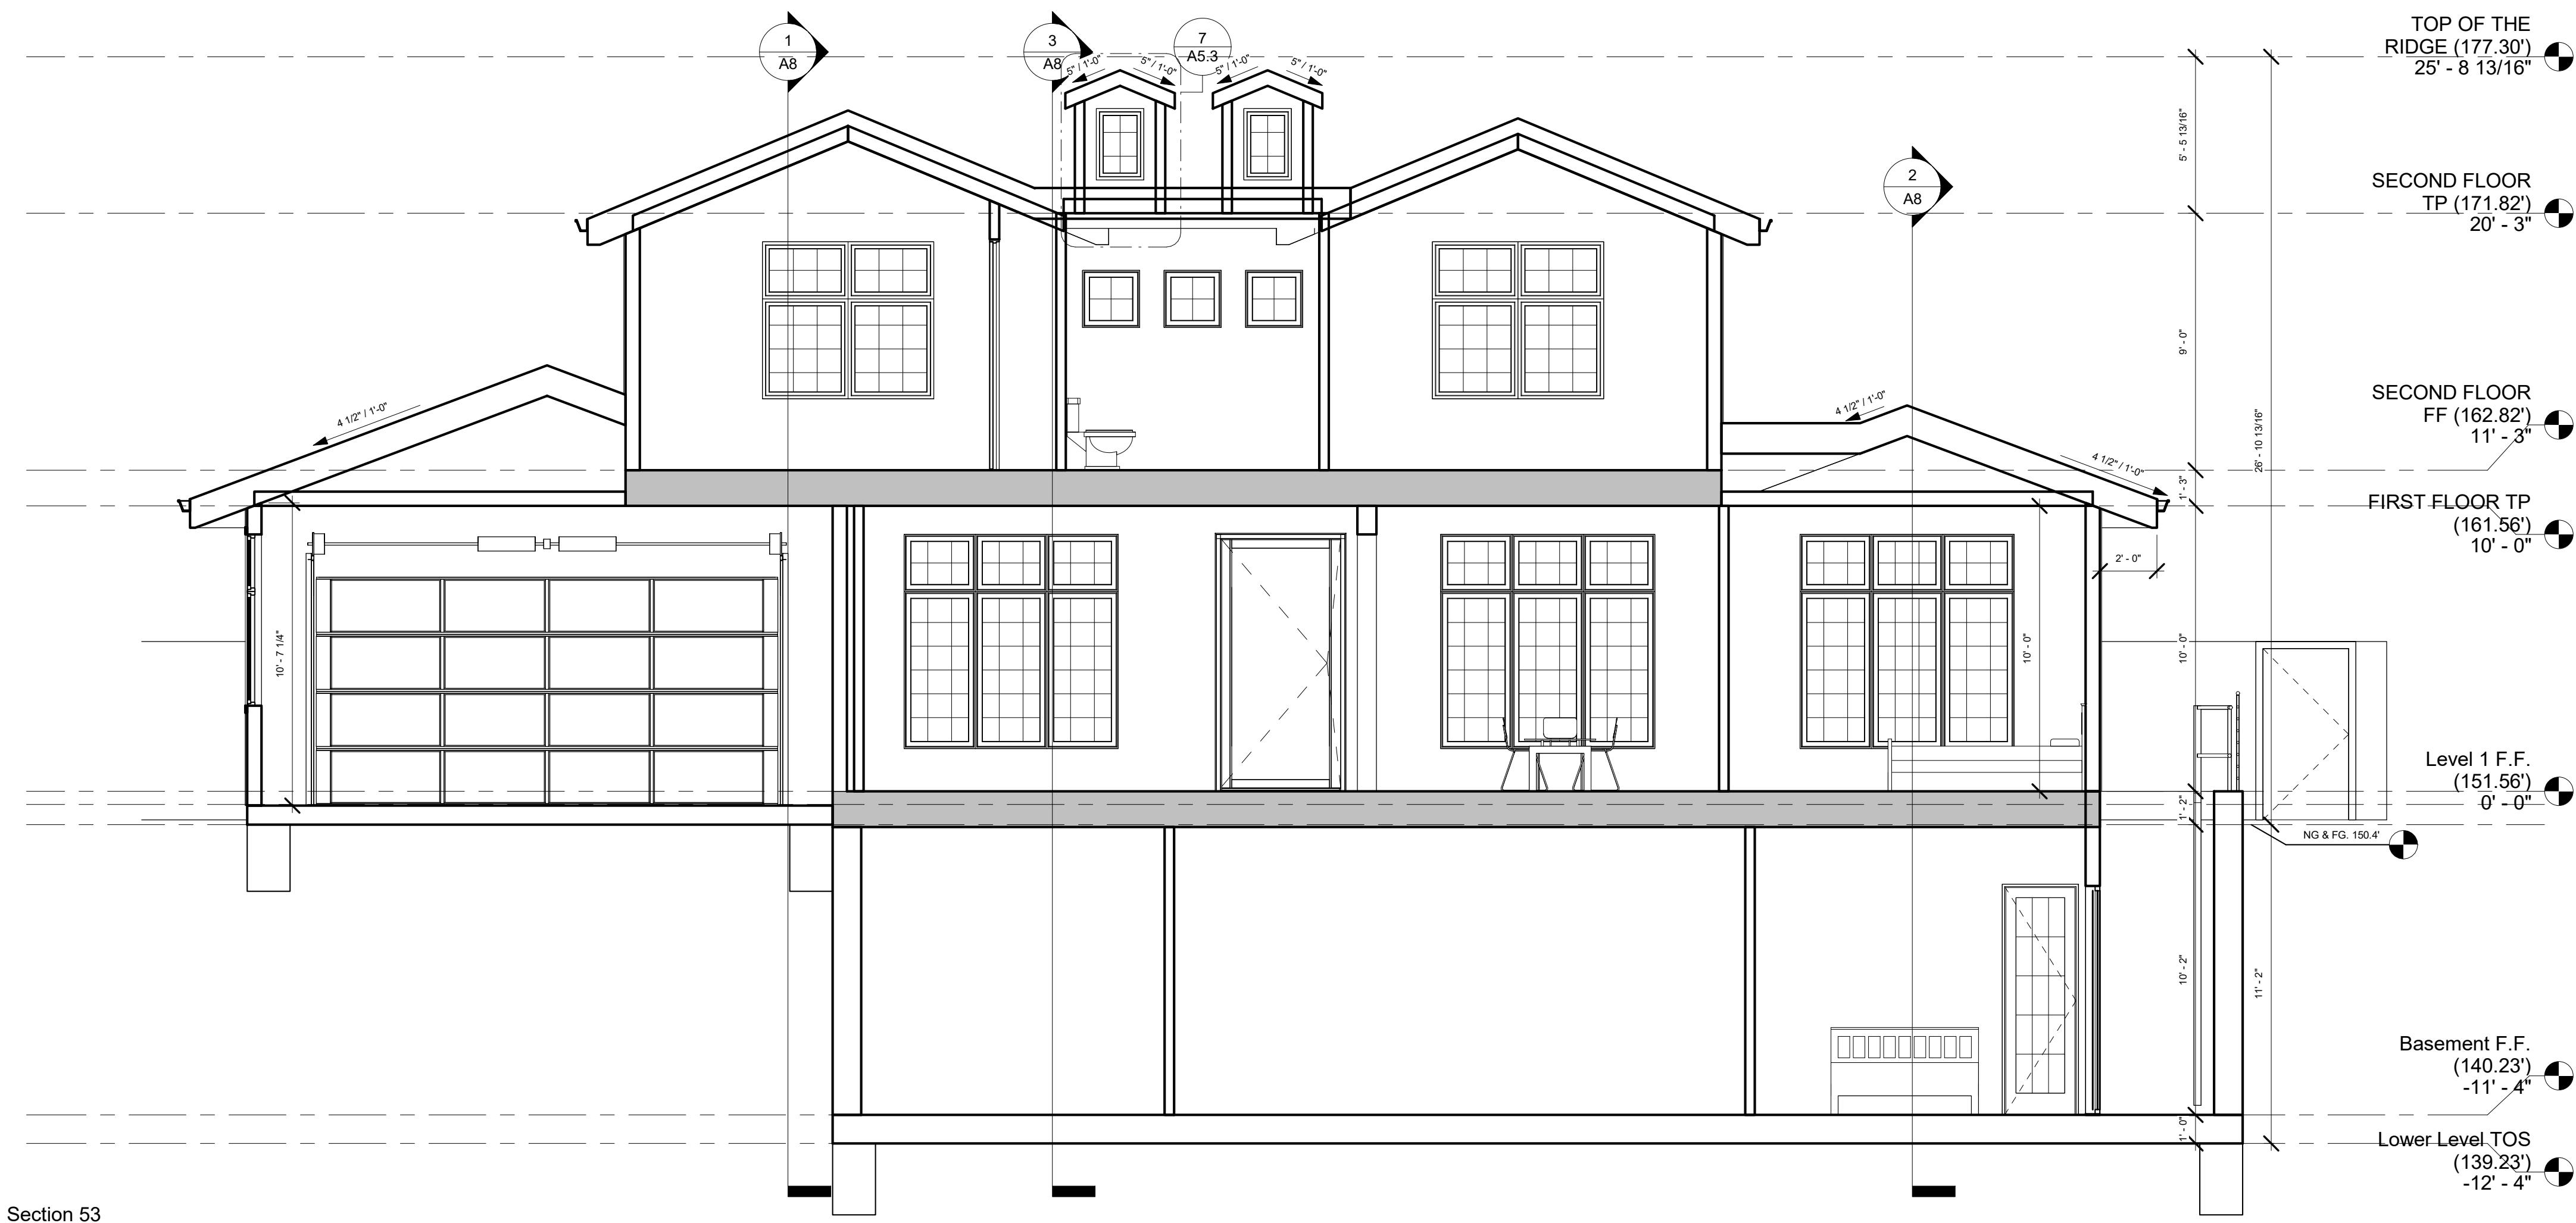 1
A8
3
A8
7
A5.3
5" / 1'-0"
5" / 1'-0"
5" / 1'-0"
5" / 1'-0"
TOP OF THE
RIDGE (177.30')
25' - 8 13/16"
5' - 5 13/16"
2
A8
SECOND FLOOR
TP (171.82')
20' - 3"
9' - 0"
4 1/2" / 1'-0"
4 1/2" / 1'-0"
4 1/2" / 1'-0"
SECOND FLOOR
FF (162.82')
11' - 3"
26' - 10 13/16"
1' - 3"
FIRST FLOOR TP
(161.56')
10' - 0"
2' - 0"
10' - 7 1/4"
10' - 0"
10' - 0"
Level 1 F.F.
(151.56')
0' - 0"
1' - 2"
NG & FG. 150.4'
10' - 2"
11' - 2"
Basement F.F.
(140.23')
-11' - 4"
1' - 0"
Lower Level TOS
(139.23')
-12' - 4"
Section 53